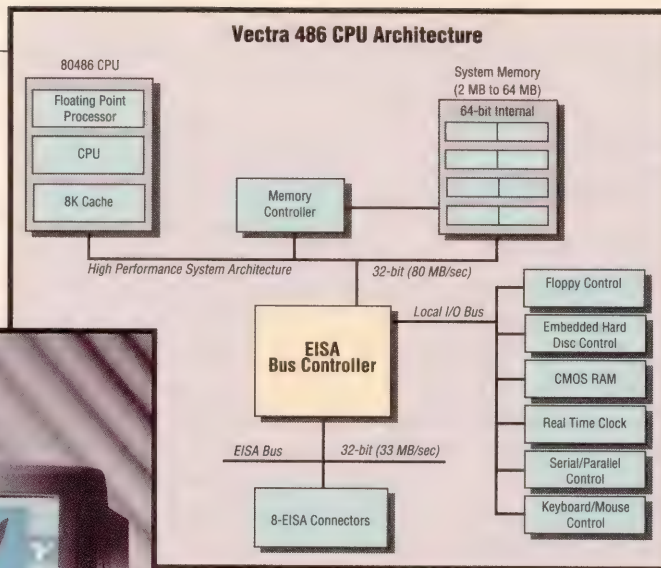 Vectra 486 CPU Architecture
80486 CPU
Floating Point
Processor
CPU
8K Cache
Memory
Controller
System Memory
(2 MB to 64 MB)
64-bit Internal
High Performance System Architecture
32-bit (80 MB/sec)
Local I/O Bus
EISA
Bus Controller
EISA Bus
32-bit (33 MB/sec)
8-EISA Connectors
Floppy Control
Embedded Hard
Disc Control
CMOS RAM
Real Time Clock
Serial/Parallel
Control
Keyboard/Mouse
Control